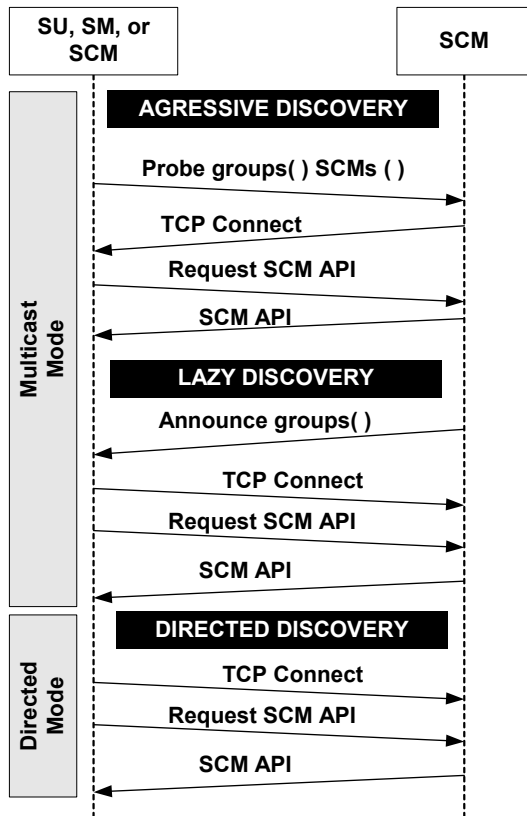 SU, SM, or
SCM
SCM
AGRESSIVE DISCOVERY
Probe groups( ) SCMs ( )
TCP Connect
Request SCM API
SCM API
LAZY DISCOVERY
Announce groups( )
TCP Connect
Request SCM API
SCM API
Multicast
Mode
DIRECTED DISCOVERY
TCP Connect
Request SCM API
SCM API
Directed
Mode